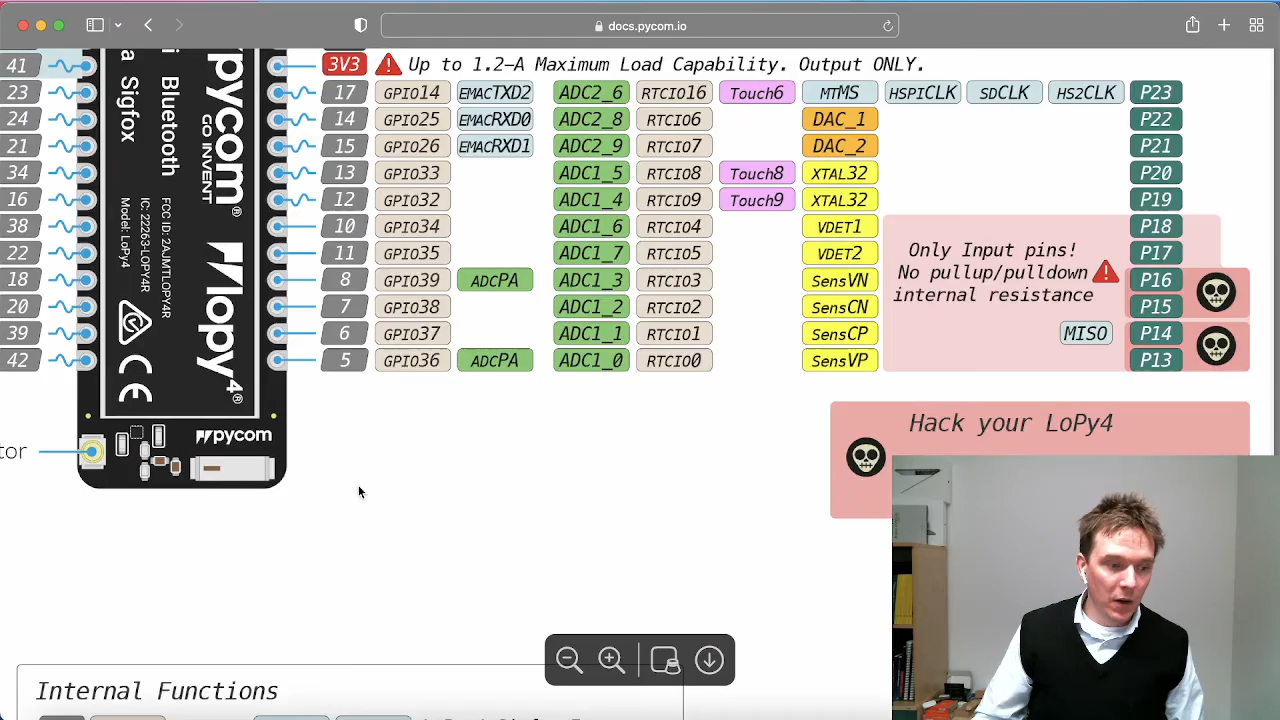 docs.pycom.io
41
3V3 Up to 1.2-A Maximum Load Capability. Output ONLY.
23 17 GPIO14 EMACTXD2 ADC2_6 RTCIO16 Touch6 MTMS HSPICLK SDCLK HS2CLK P23
24 14 GPIO25 EMACRXD0 ADC2_8 RTCIO6 DAC_1 P22
21 15 GPIO26 EMACRXD1 ADC2_9 RTCIO7 DAC_2 P21
34 13 GPIO33 ADC1_5 RTCIO8 Touch8 XTAL32 P20
16 12 GPIO32 ADC1_4 RTCIO9 Touch9 XTAL32 P19
38 10 GPIO34 ADC1_6 RTCIO4 VDET1 P18
22 11 GPIO35 ADC1_7 RTCIO5 VDET2 P17
18 8 GPIO39 ADCPA ADC1_3 RTCIO3 SensVN P16
20 7 GPIO38 ADC1_2 RTCIO2 SensCN P15
39 6 GPIO37 ADC1_1 RTCIO1 SensCP MISO P14
42 5 GPIO36 ADCPA ADC1_0 RTCIO0 SensVP P13
Only Input pins!
No pullup/pulldown
internal resistance
pycom®
GO INVENT
lopy4®
i Bluetooth
a Sigfox
FCC ID: 2AJMTLOPY4R
IC: 22263-LOPY4R
Model: LoPy4
CE
pycom
tor
Hack your LoPy4
Internal Functions